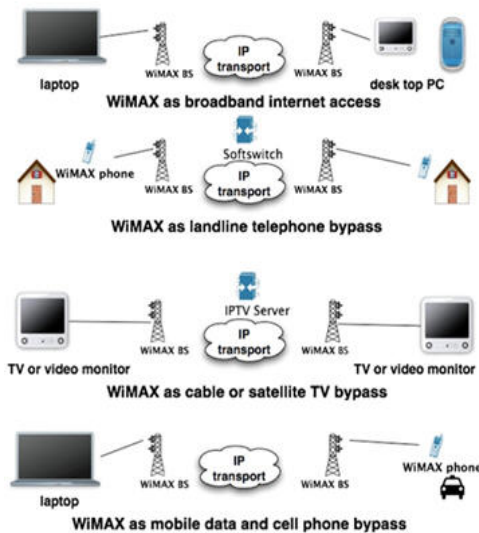 IP
transport
laptop
WiMAX BS
WiMAX BS
desk top PC
WiMAX as broadband internet access
Softswitch
WiMAX phone
IP
transport
WiMAX BS
WiMAX BS
WiMAX as landline telephone bypass
IPTV Server
IP
transport
WiMAX BS
WiMAX BS
TV or video monitor
TV or video monitor
WiMAX as cable or satellite TV bypass
IP
transport
WiMAX phone
laptop
WiMAX BS
WiMAX BS
WiMAX as mobile data and cell phone bypass